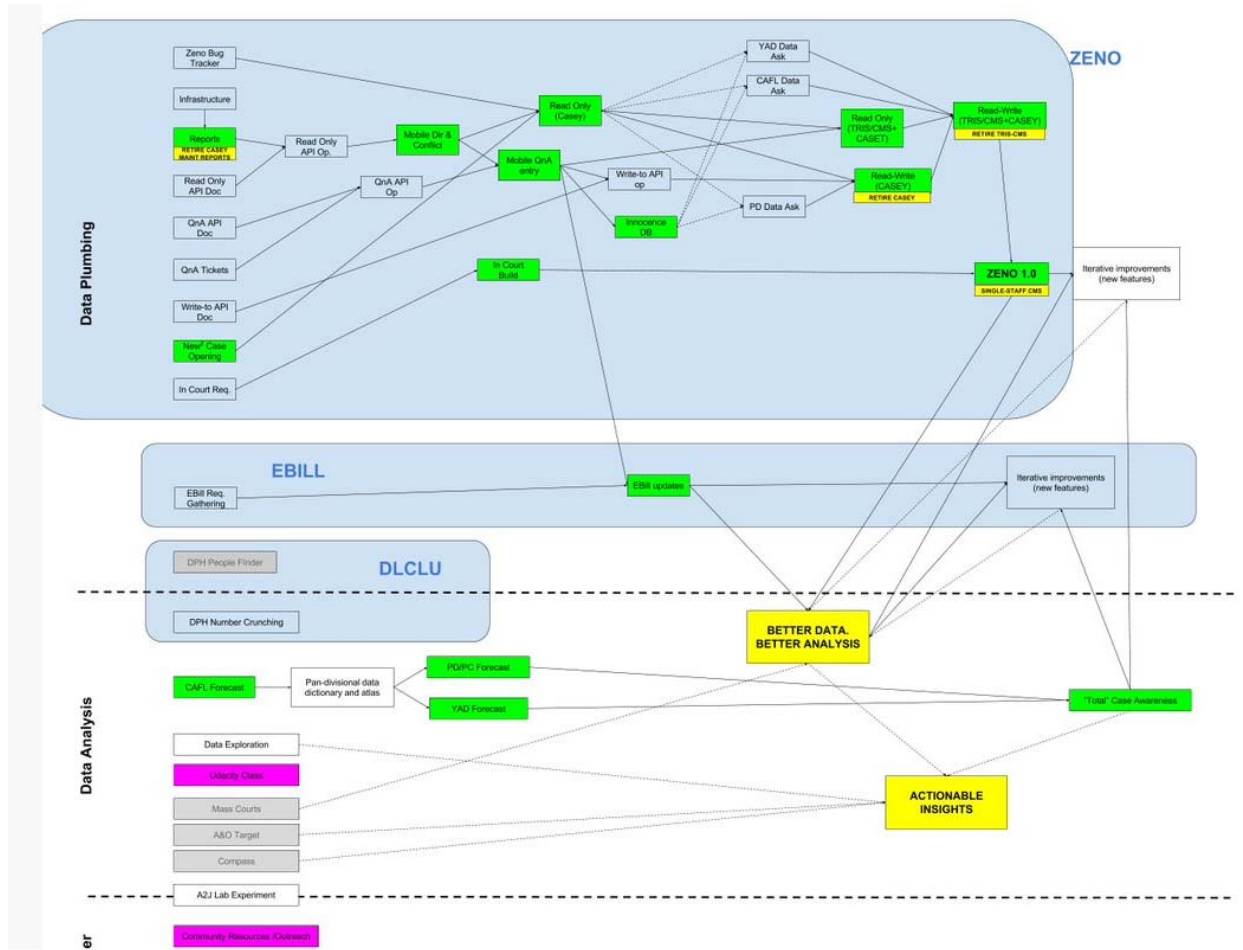 Zeno Bug
Tracker
YAD Data
Ask
ZENO
CAFL Data
Ask
Infrastructure
Read Only
(Casey)
Read Only
(TRIS/CMS+
CASET)
Read-Write
(TRIS/CMS+CASEY)
RETIRE TRIS-CMS
Reports
RETIRE CASEY
MAINT REPORTS
Read Only
API Op.
Mobile Dir &
Conflict
Mobile QnA
entry
Read Only
API Doc
QnA API
Op
Write-to API
op
Read-Write
(CASEY)
RETIRE CASEY
PD Data Ask
QnA API
Doc
Innocence
DB
Data Plumbing
QnA Tickets
In Court
Build
ZENO 1.0
SINGLE-STAFF CMS
Iterative improvements
(new features)
Write-to API
Doc
New² Case
Opening
In Court Req.
EBILL
EBill Req.
Gathering
EBill updates
Iterative improvements
(new features)
DPH People Finder
DLCLU
DPH Number Crunching
BETTER DATA.
BETTER ANALYSIS
CAFL Forecast
Pan-divisional data
dictionary and atlas
PD/PC Forecast
YAD Forecast
"Total" Case Awareness
Data Analysis
Data Exploration
Udacity Class
Mass Courts
A&O Target
Compass
ACTIONABLE
INSIGHTS
A2J Lab Experiment
Community Resources /Outreach
er